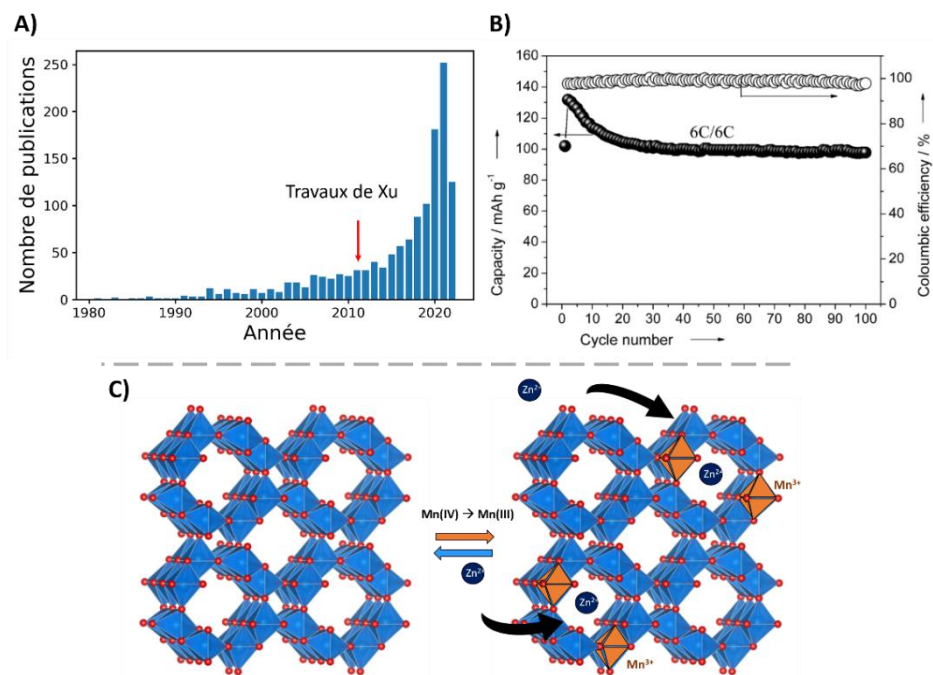 A)
Nombre de publications
250
200
150
100
50
0
Travaux de Xu
1980
1990
2000
2010
2020
Année
B)
Capacity / mAh g⁻¹
160
140
120
100
80
60
40
20
0
6C/6C
100
80
60
40
20
0
Coloumbic efficiency / %
0
10
20
30
40
50
60
70
80
90
100
Cycle number
C)
Zn²⁺
Zn²⁺
Mn³⁺
Mn(IV) → Mn(III)
Zn²⁺
Zn²⁺
Mn³⁺